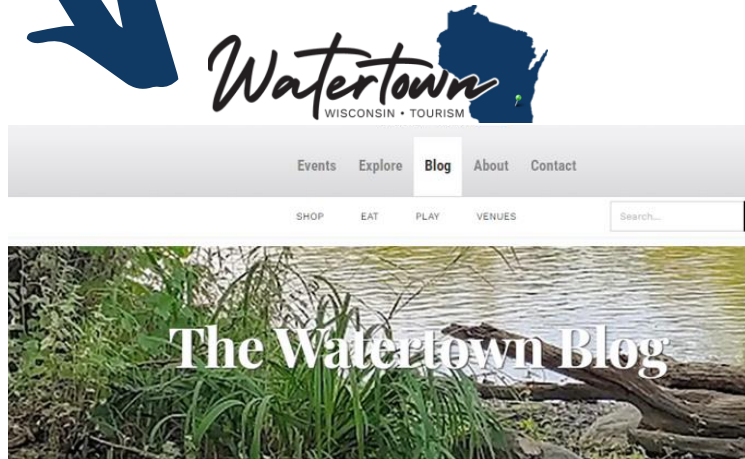 Watertown
WISCONSIN • TOURISM
Events Explore Blog About Contact
SHOP EAT PLAY VENUES Search...
The Watertown Blog